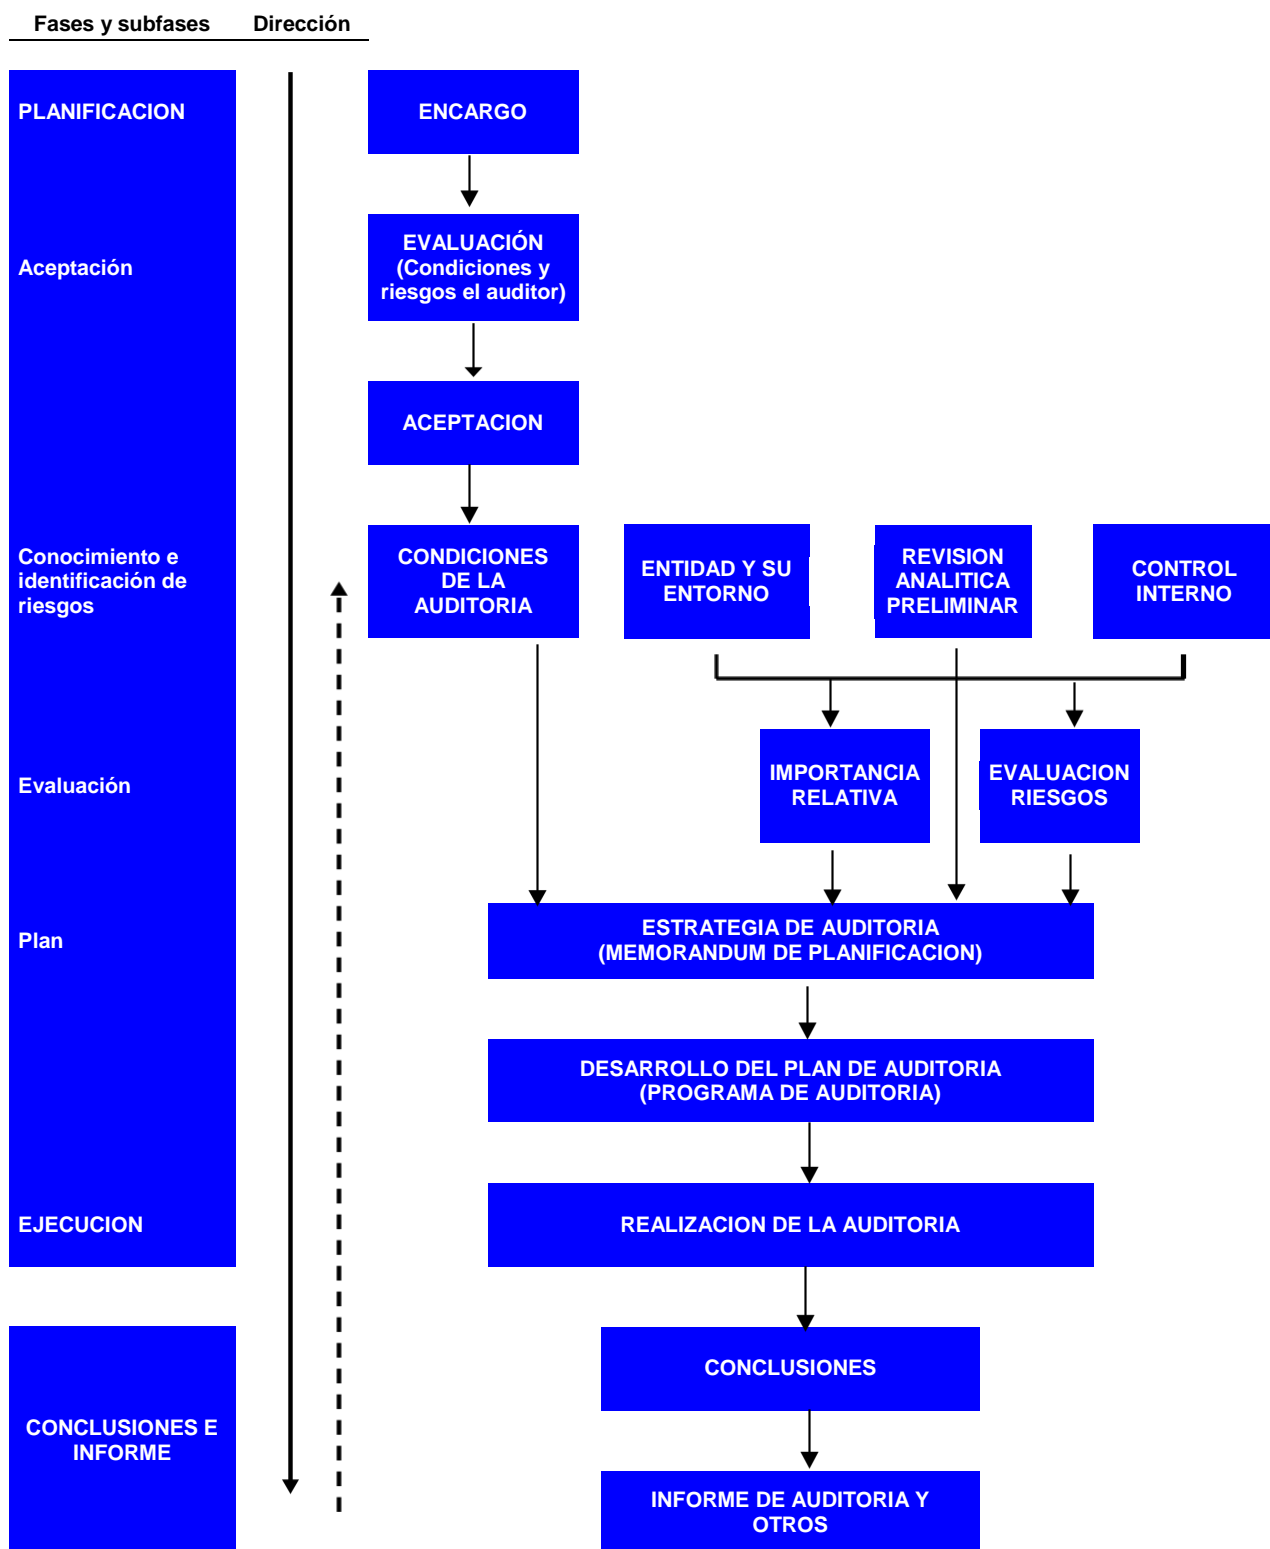 Fases y subfases Dirección
PLANIFICACION
ENCARGO
Aceptación
EVALUACIÓN
(Condiciones y
riesgos el auditor)
ACEPTACION
Conocimiento e
identificación de
riesgos
CONDICIONES
DE LA
AUDITORIA
ENTIDAD Y SU
ENTORNO
REVISION
ANALITICA
PRELIMINAR
CONTROL
INTERNO
Evaluación
IMPORTANCIA
RELATIVA
EVALUACION
RIESGOS
Plan
ESTRATEGIA DE AUDITORIA
(MEMORANDUM DE PLANIFICACION)
DESARROLLO DEL PLAN DE AUDITORIA
(PROGRAMA DE AUDITORIA)
EJECUCION
REALIZACION DE LA AUDITORIA
CONCLUSIONES E
INFORME
CONCLUSIONES
INFORME DE AUDITORIA Y
OTROS